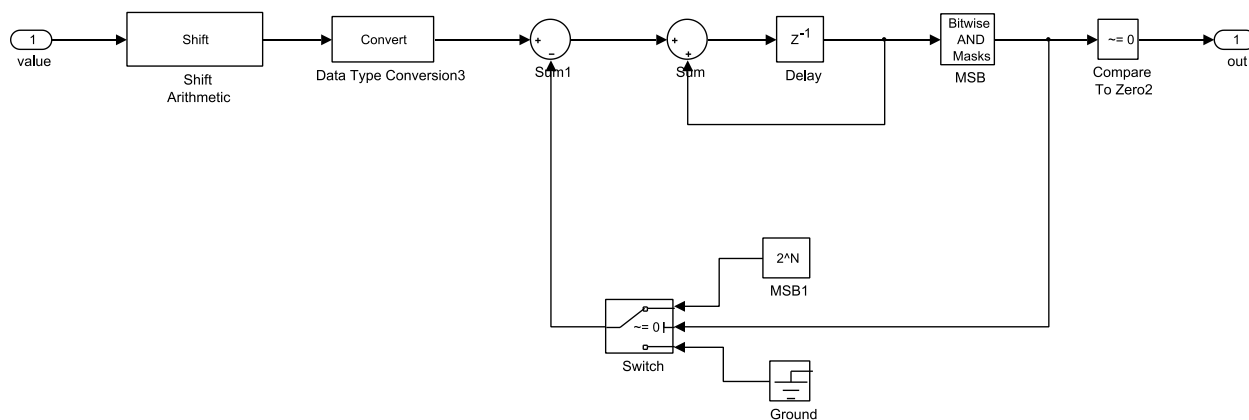 1
value
Shift
Shift
Arithmetic
Convert
Data Type Conversion3
+
−
Sum1
+
+
Sum
Z-1
Delay
Bitwise
AND
Masks
MSB
~= 0
Compare
To Zero2
1
out
2^N
MSB1
~= 0
Switch
Ground